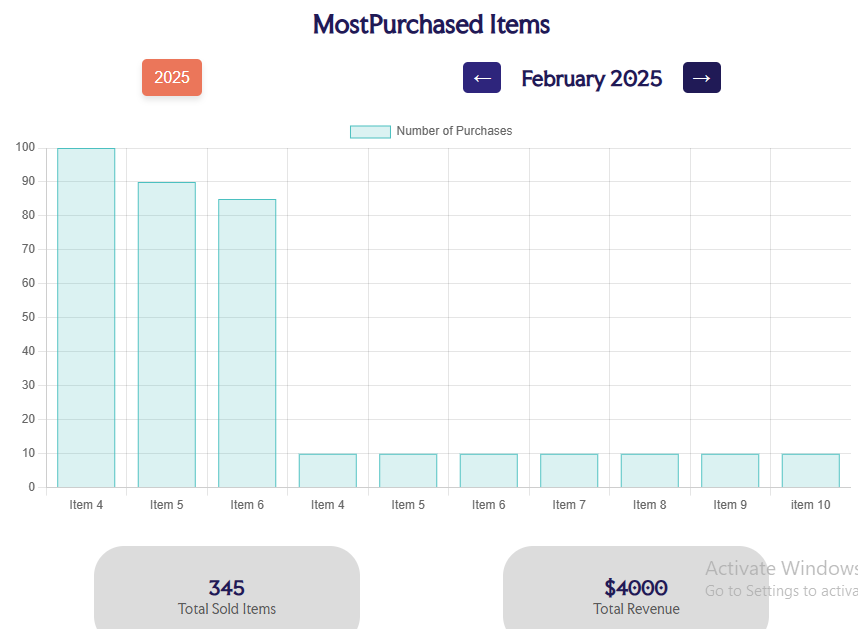 MostPurchased Items
2025
← February 2025 →
Number of Purchases
100
90
80
70
60
50
40
30
20
10
0
Item 4 Item 5 Item 6 Item 4 Item 5 Item 6 Item 7 Item 8 Item 9 item 10
345
Total Sold Items
$4000
Total Revenue
Activate Windows
Go to Settings to activa